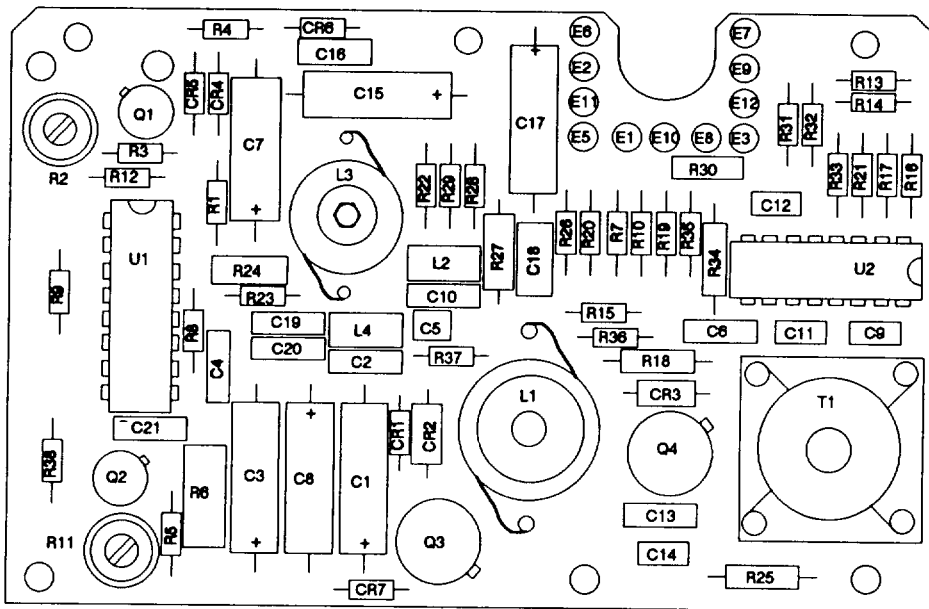 R4
CR6
C16
E6
E7
E2
E9
E11
E12
E5
E1
E10
E8
E3
R13
R14
C15
+
C17
+
CR5
CR4
Q1
R2
R3
R12
C7
+
R1
L3
R22
R29
R28
R31
R32
R30
R33
R21
R17
R16
C12
U1
R24
R23
L2
C10
R27
C18
R26
R20
R7
R10
R19
R35
R34
U2
R9
R8
C19
C20
L4
C2
C5
R37
R15
R36
R18
C6
C11
C9
C4
C21
CR3
L1
T1
CR1
CR2
R38
Q2
R6
C3
+
C8
+
C1
+
Q4
R11
R5
Q3
C13
C14
CR7
R25